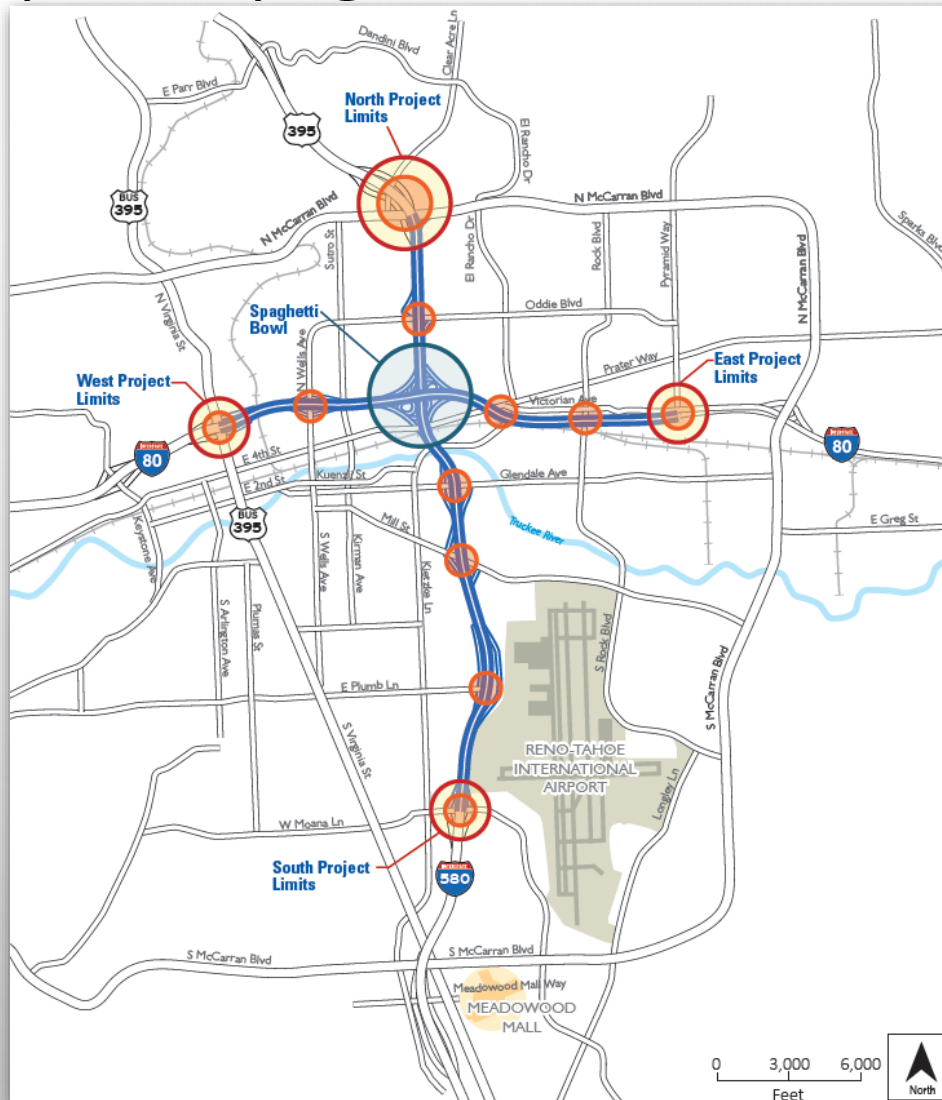 Dandini Blvd
Clear Acre Ln
E Parr Blvd
North Project
Limits
395
El Rancho Dr
BUS
395
N McCarran Blvd
N McCarran Blvd
Sutro St
El Rancho Dr
Rock Blvd
Pyramid Way
N McCarran Blvd
Sparks Blvd
N Virginia St
Spaghetti
Bowl
Oddie Blvd
N Wells Ave
Prater Way
East Project
Limits
West Project
Limits
Victorian Ave
INTERSTATE
80
INTERSTATE
80
E 4th St
E 2nd St
Kuenzli St
Glendale Ave
BUS
395
Keystone Ave
Mill St
Truckee River
E Greg St
S Wells Ave
Kirman Ave
Kietzke Ln
S Arlington Ave
Plumas St
S Rock Blvd
S McCarran Blvd
E Plumb Ln
S Virginia St
RENO-TAHOE
INTERNATIONAL
AIRPORT
Longley Ln
W Moana Ln
South Project
Limits
INTERSTATE
580
S McCarran Blvd
S McCarran Blvd
Meadowood Mall Way
MEADOWOOD
MALL
0 3,000 6,000
Feet
North